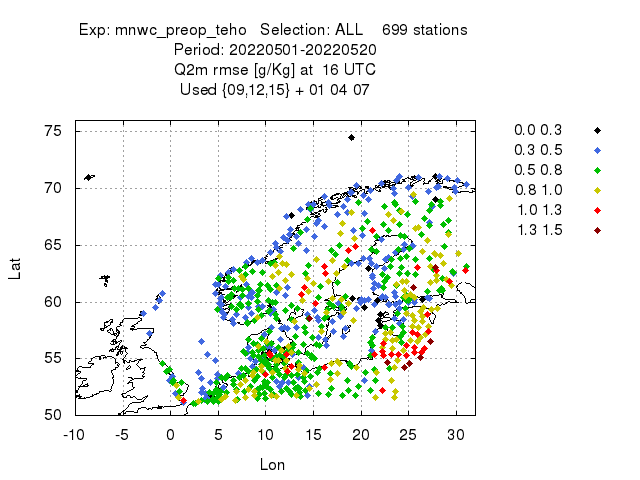 Exp: mnwc_preop_teho   Selection: ALL    699 stations
Period: 20220501-20220520
Q2m rmse [g/Kg] at  16 UTC
Used {09,12,15} + 01 04 07
0.0 0.3
0.3 0.5
0.5 0.8
0.8 1.0
1.0 1.3
1.3 1.5
75
70
65
60
55
50
Lat
-10 -5 0 5 10 15 20 25 30
Lon